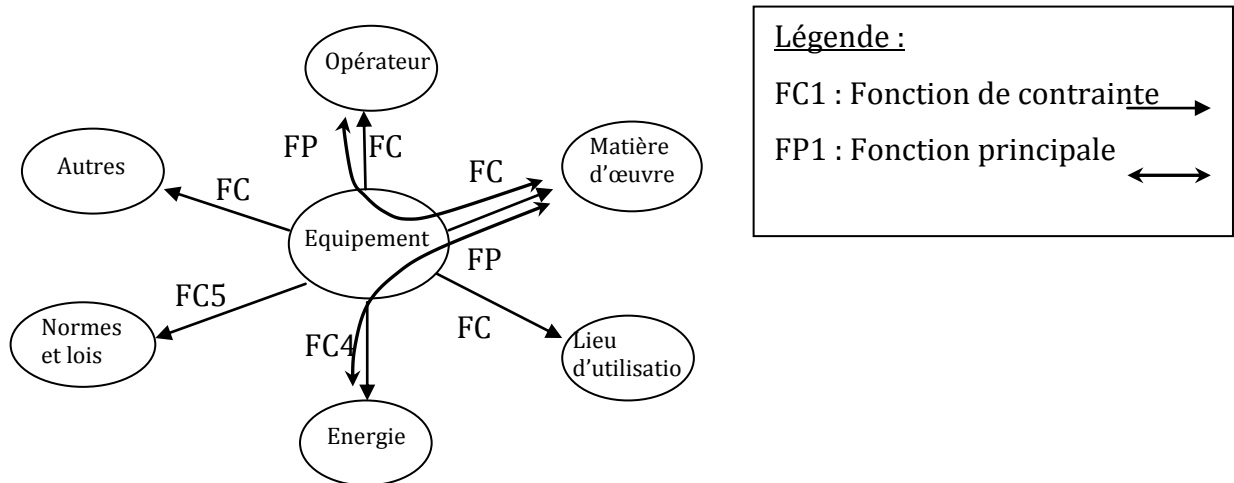 Opérateur
Légende :
FC1 : Fonction de contrainte
FP1 : Fonction principale
FP
FC
Autres
FC
FC
Matière
d'œuvre
Equipement
FP
FC5
FC
FC4
Normes
et lois
Lieu
d'utilisatio
Energie